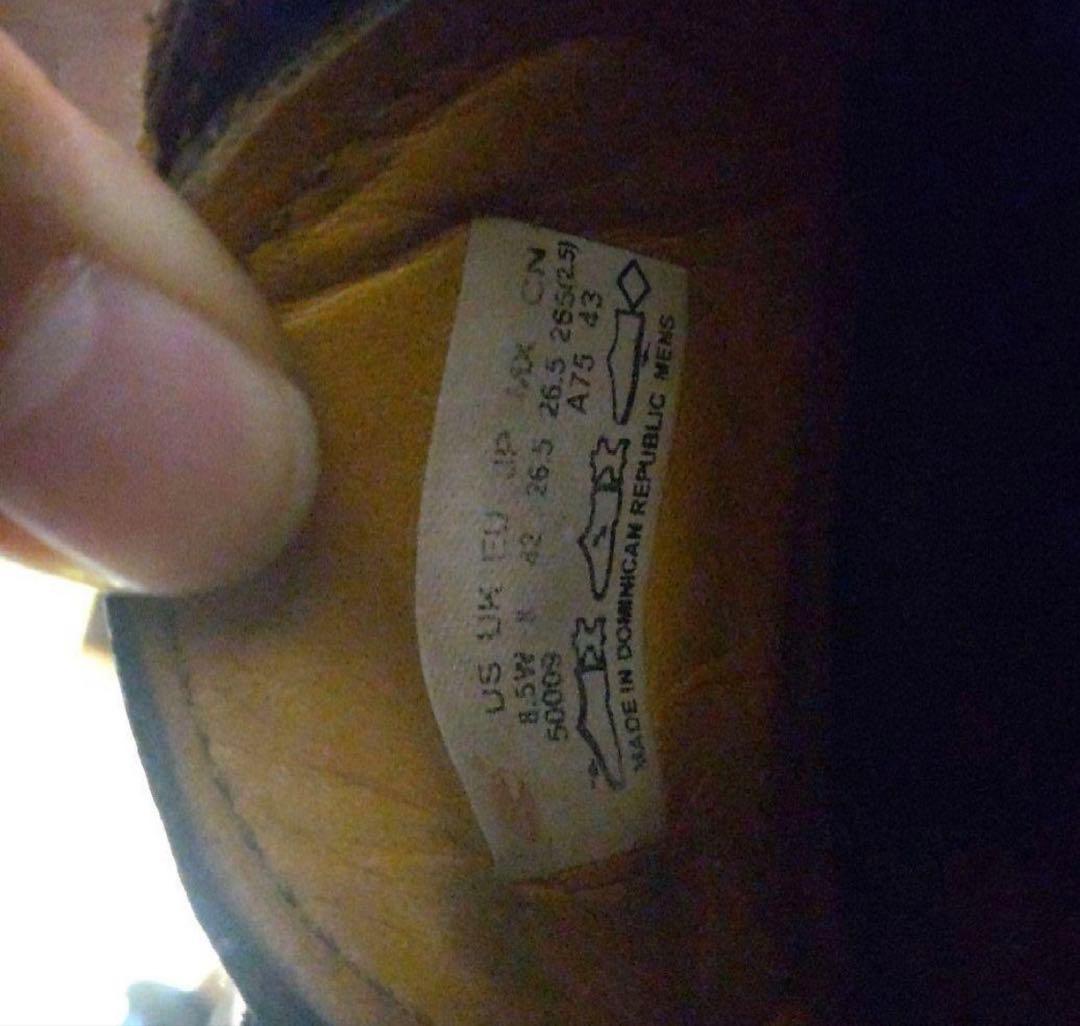 US UK EU JP MX CN
8.5W 8 42 26.5 26.5 265(2.5)
50009 A75 43
MADE IN DOMINICAN REPUBLIC MENS